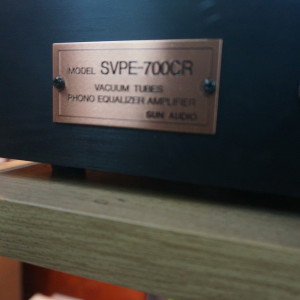 MODEL SVPE-700CR
VACUUM TUBES
PHONO EQUALIZER AMPLIFIER
SUN AUDIO